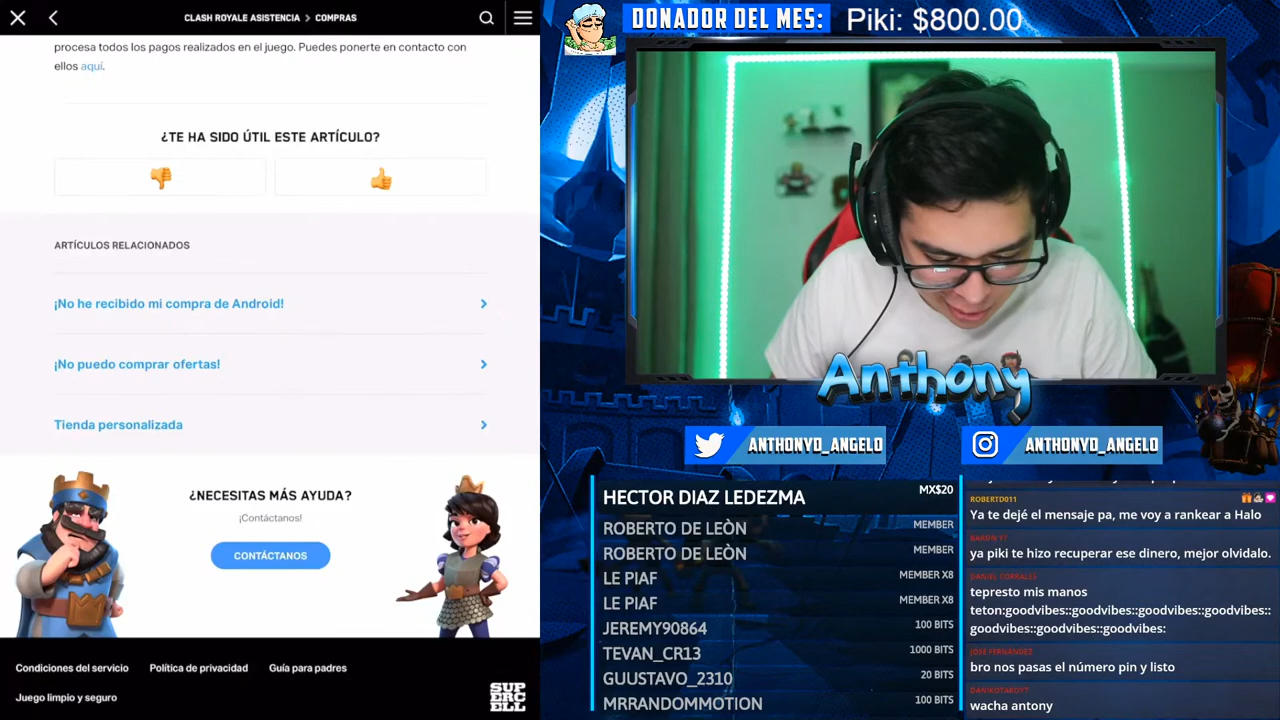 CLASH ROYALE ASISTENCIA > COMPRAS
procesa todos los pagos realizados en el juego. Puedes ponerte en contacto con
ellos aquí.
¿TE HA SIDO ÚTIL ESTE ARTÍCULO?
ARTÍCULOS RELACIONADOS
¡No he recibido mi compra de Android!
¡No puedo comprar ofertas!
Tienda personalizada
¿NECESITAS MÁS AYUDA?
¡Contáctanos!
CONTÁCTANOS
Condiciones del servicio
Política de privacidad
Guía para padres
Juego limpio y seguro
SUPERCELL
DONADOR DEL MES:
Piki: $800.00
Anthony
ANTHONYD_ANGELO
ANTHONYD_ANGELO
HECTOR DIAZ LEDEZMA MX$20
ROBERTO DE LEÒN MEMBER
ROBERTO DE LEÒN MEMBER
LE PIAF MEMBER X8
LE PIAF MEMBER X8
JEREMY90864 100 BITS
TEVAN_CR13 1000 BITS
GUUSTAVO_2310 20 BITS
MRRANDOMMOTION 100 BITS
ROBERTD011
Ya te dejé el mensaje pa, me voy a rankear a Halo
ya piki te hizo recuperar ese dinero, mejor olvidalo.
DANIEL CORRALES
tepresto mis manos
teton:goodvibes::goodvibes::goodvibes::goodvibes::
goodvibes::goodvibes::goodvibes:
JOSE FERNANDEZ
bro nos pasas el número pin y listo
wacha antony